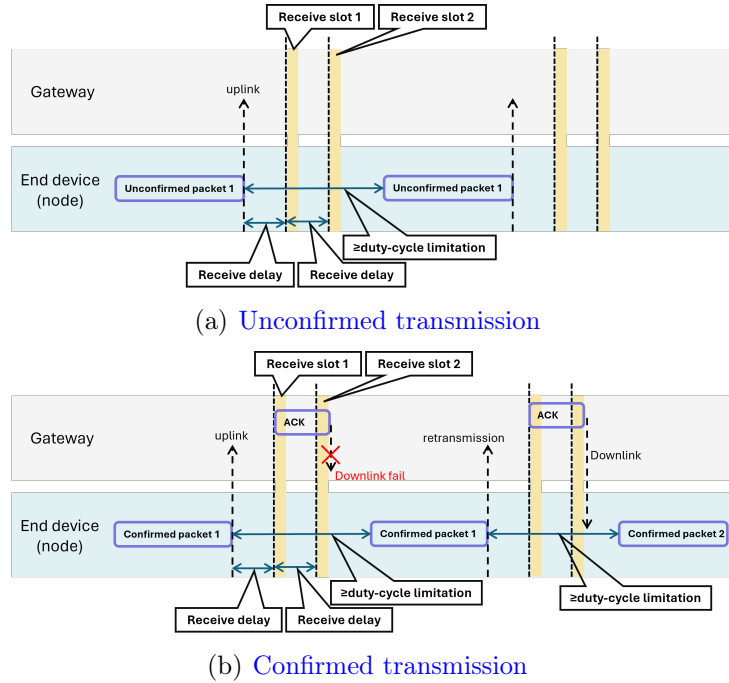 Receive slot 1
Receive slot 2
Gateway
uplink
End device
(node)
Unconfirmed packet 1
Unconfirmed packet 1
≥duty-cycle limitation
Receive delay
Receive delay
(a) Unconfirmed transmission
Receive slot 1
Receive slot 2
ACK
ACK
Gateway
uplink
retransmission
Downlink
Downlink fail
End device
(node)
Confirmed packet 1
Confirmed packet 1
Confirmed packet 2
≥duty-cycle limitation
≥duty-cycle limitation
Receive delay
Receive delay
(b) Confirmed transmission